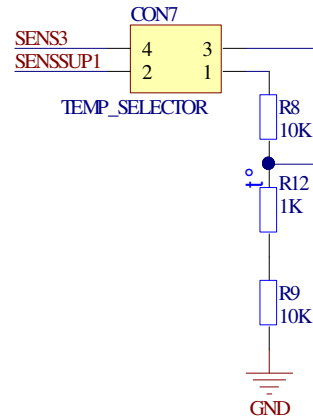 CON7
SENS3
4 3
SENSSUP1
2 1
TEMP_SELECTOR
R8
10K
t°
R12
1K
R9
10K
GND